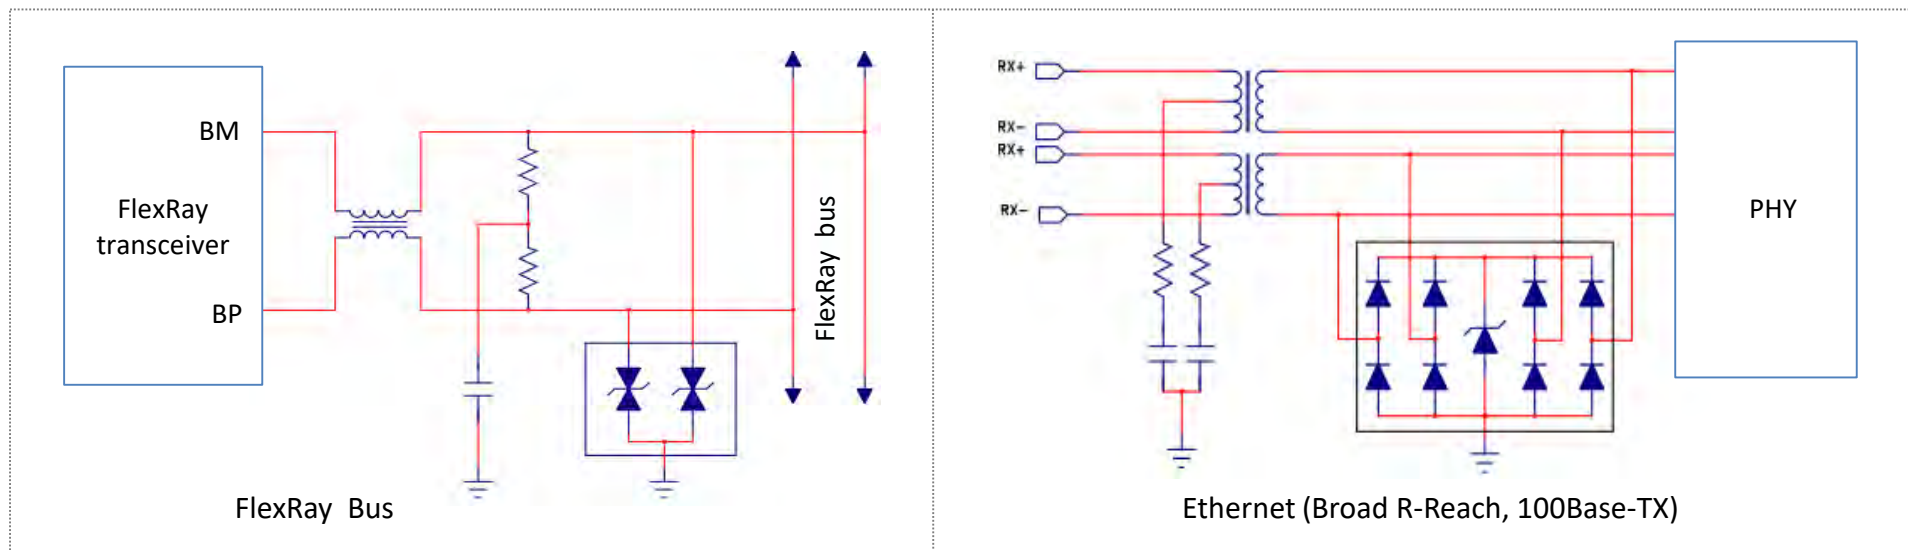 BM
FlexRay
transceiver
BP
FlexRay bus
FlexRay Bus
RX+
RX-
RX+
RX-
PHY
Ethernet (Broad R-Reach, 100Base-TX)